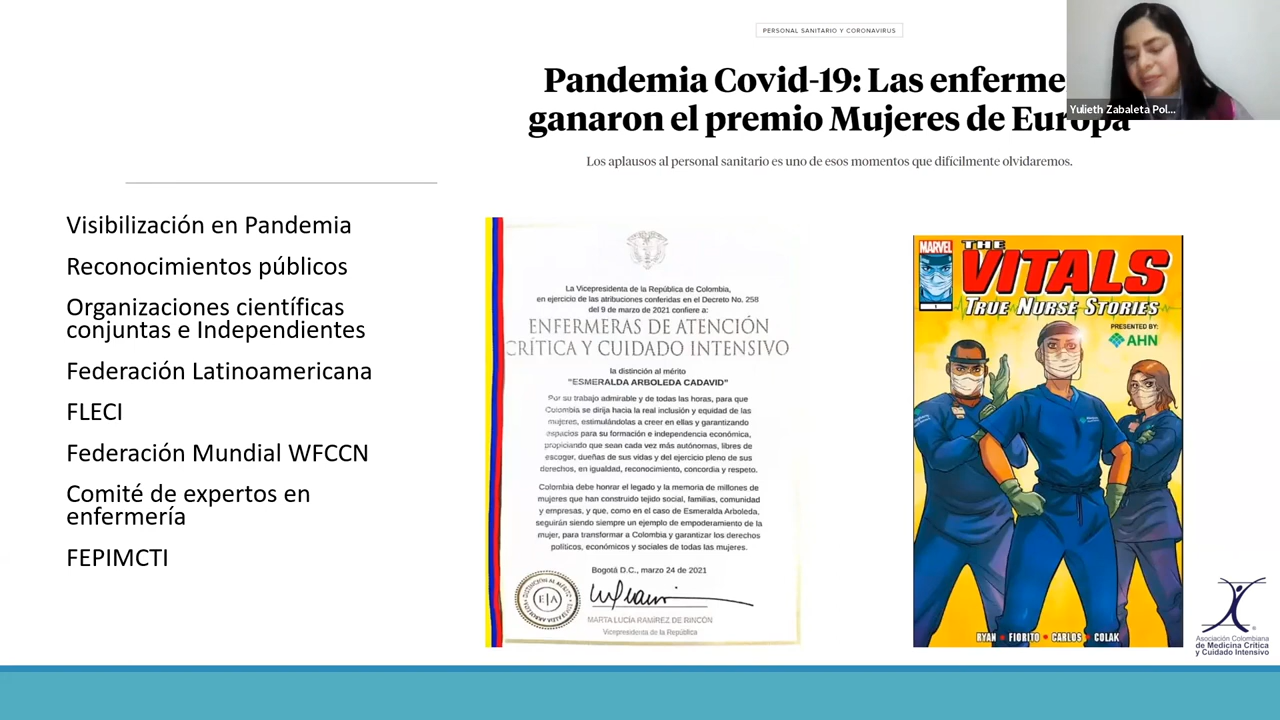 PERSONAL SANITARIO Y CORONAVIRUS
Pandemia Covid-19: Las enferme
ganaron el premio Mujeres de Europa
Los aplausos al personal sanitario es uno de esos momentos que difícilmente olvidaremos.
Yulieth Zabaleta Pol...
Visibilización en Pandemia
Reconocimientos públicos
Organizaciones científicas
conjuntas e Independientes
Federación Latinoamericana
FLECI
Federación Mundial WFCCN
Comité de expertos en
enfermería
FEPIMCTI
La Vicepresidenta de la República de Colombia,
en ejercicio de las atribuciones conferidas en el Decreto No. 258
del 9 de marzo de 2021 confiere a:
ENFERMERAS DE ATENCIÓN
CRÍTICA Y CUIDADO INTENSIVO
la distinción al mérito
"ESMERALDA ARBOLEDA CADAVID"
Por su trabajo admirable y de todas las horas, para que
Colombia se dirija hacia la real inclusión y equidad de las
mujeres, estimulándolas a creer en ellas y garantizando
espacios para su formación e independencia económica,
propiciando que sean cada vez más autónomas, libres de
escoger, dueñas de sus vidas y del ejercicio pleno de sus
derechos, en igualdad, reconocimiento, concordia y respeto.
Colombia debe honrar el legado y la memoria de millones de
mujeres que han construido tejido social, familias, comunidad
y empresas, y que, como en el caso de Esmeralda Arboleda,
seguirán siendo siempre un ejemplo de empoderamiento de la
mujer, para transformar a Colombia y garantizar los derechos
políticos, económicos y sociales de todas las mujeres.
Bogotá D.C., marzo 24 de 2021
EA
MARTA LUCÍA RAMÍREZ DE RINCÓN
Vicepresidenta de la República
MARVEL
THE
VITALS
TRUE NURSE STORIES
PRESENTED BY:
AHN
RYAN • FIORITO • CARLOS • COLAK
Asociación Colombiana
de Medicina Crítica
y Cuidado Intensivo